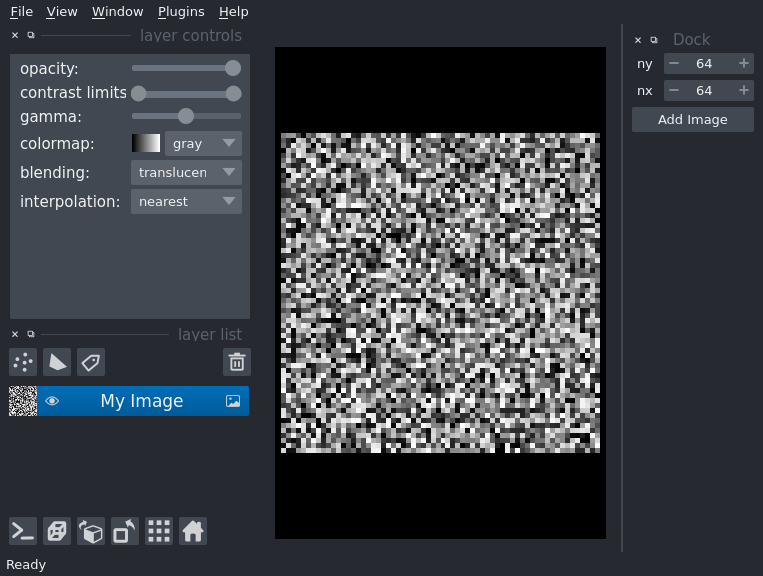 File View Window Plugins Help
layer controls
opacity:
contrast limits
gamma:
colormap: gray
blending: translucen
interpolation: nearest
layer list
My Image
Ready
Dock
ny 64
nx 64
Add Image